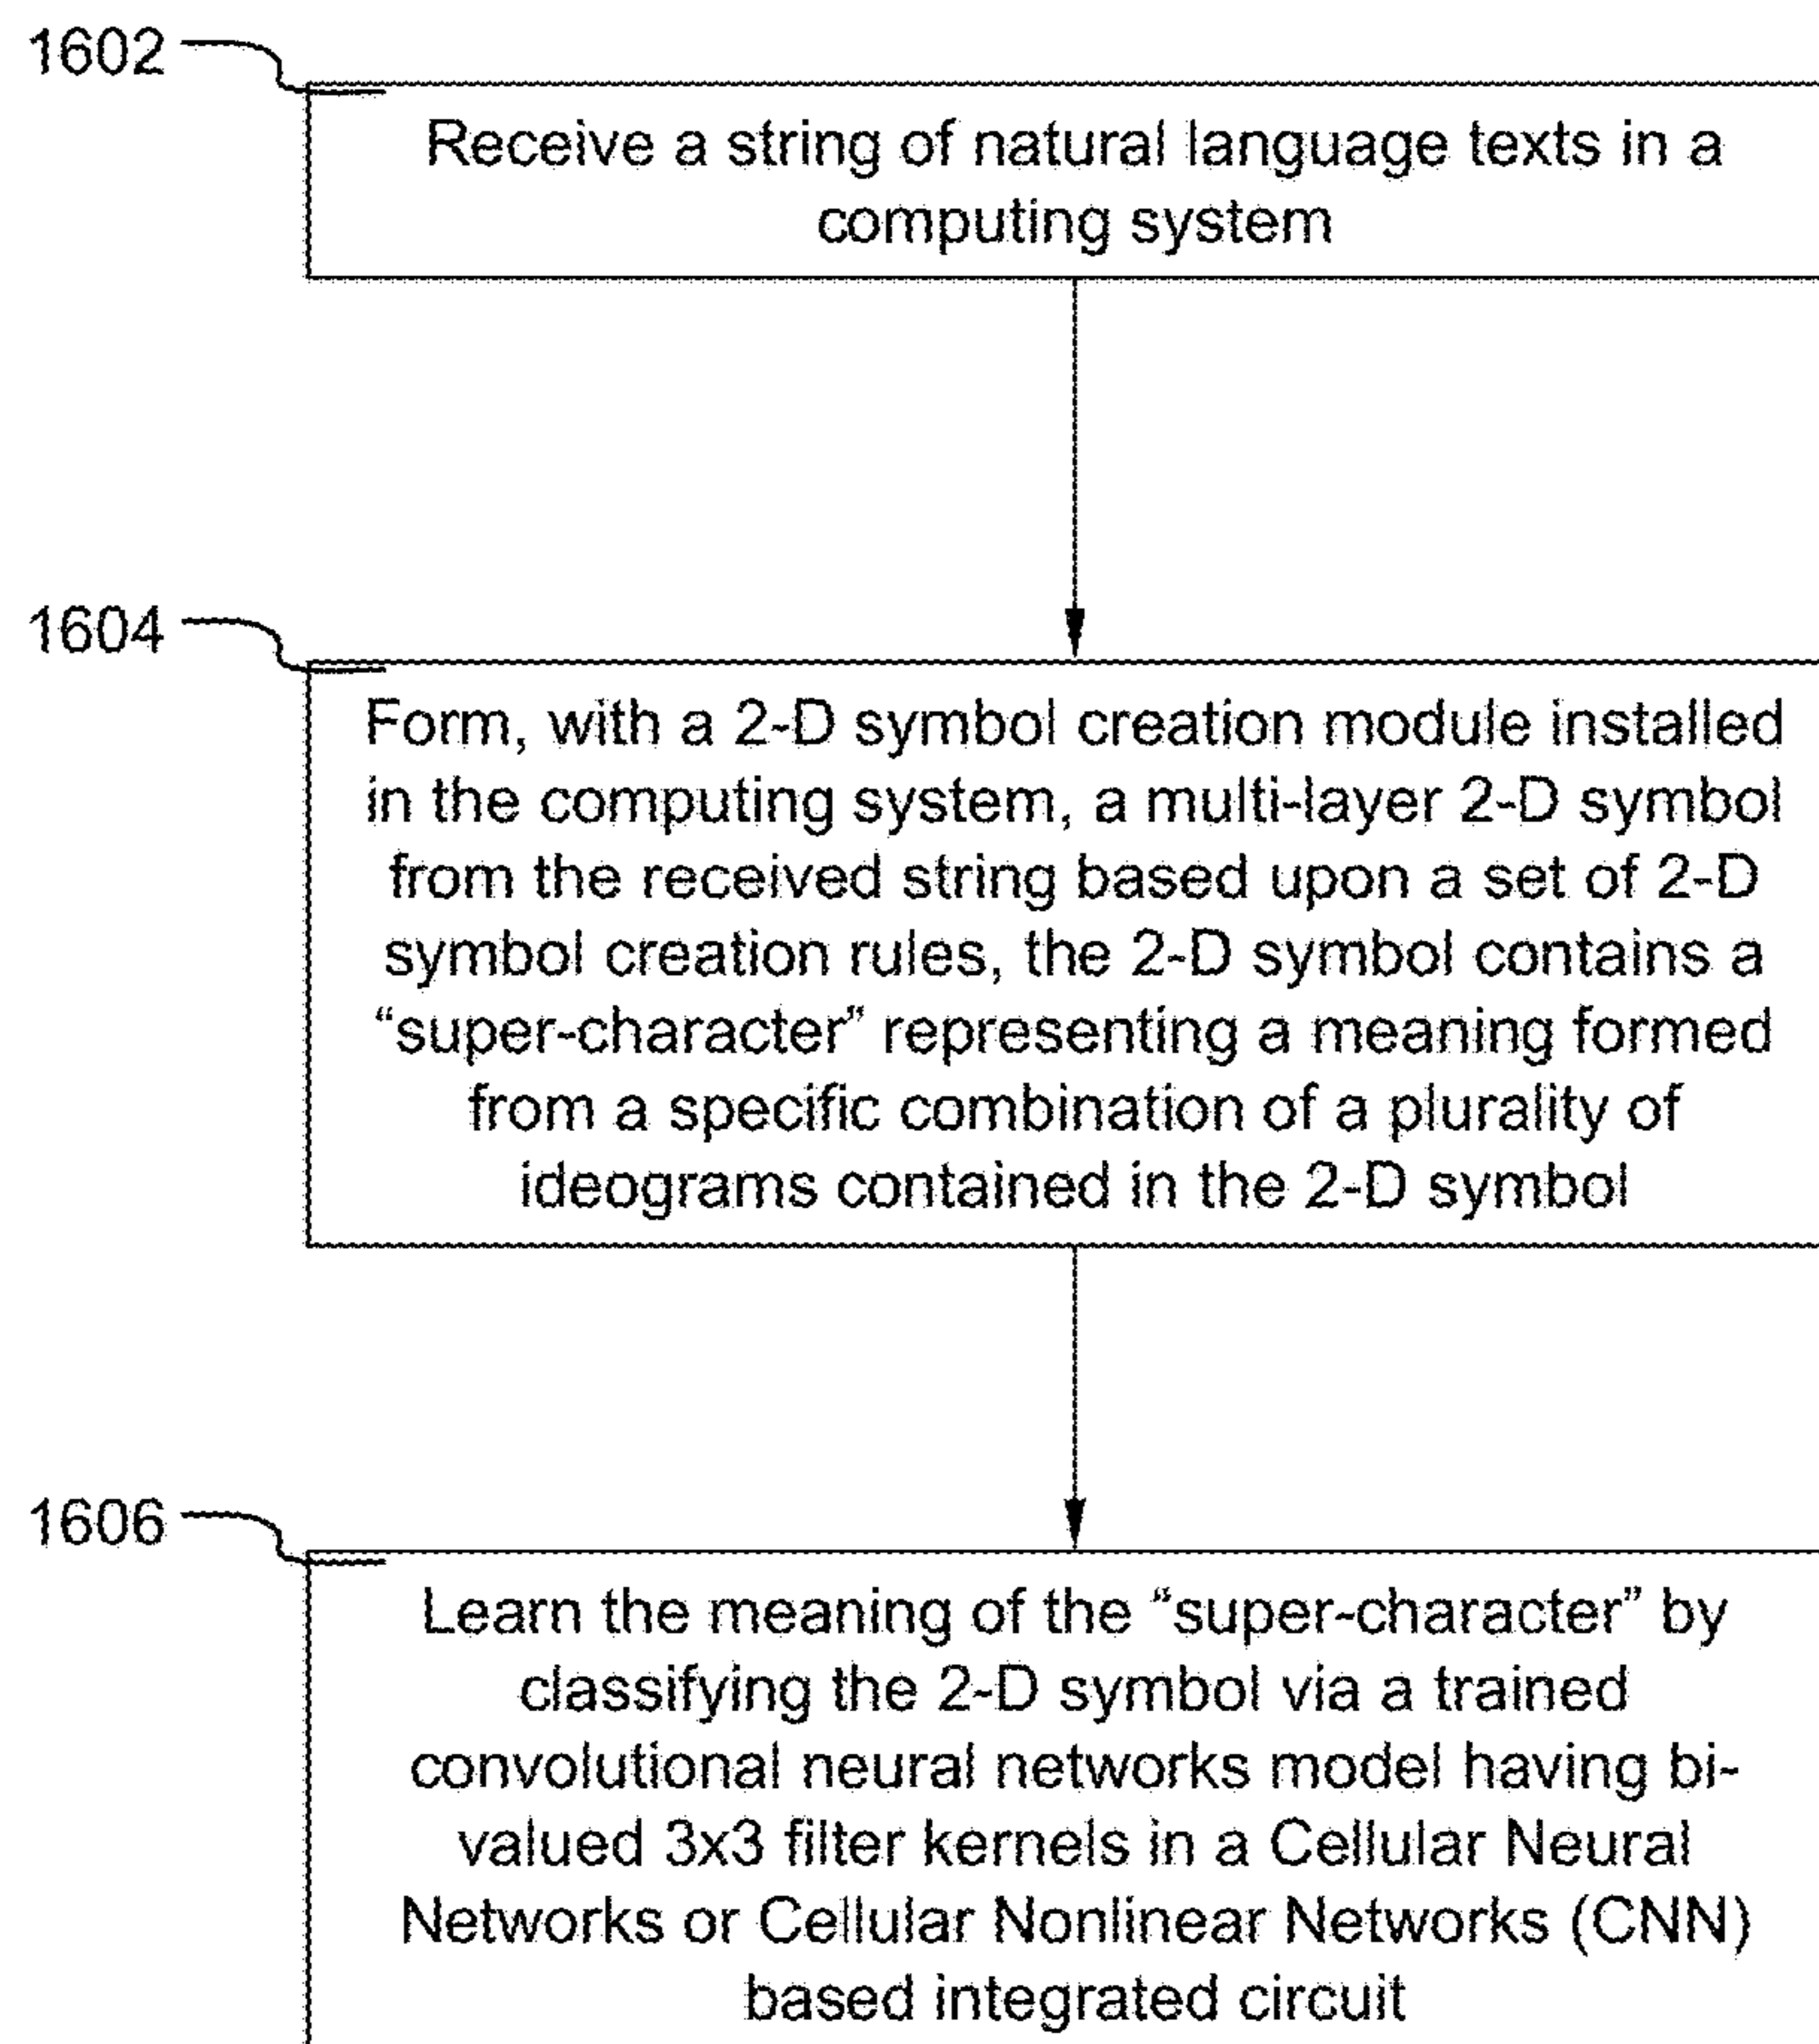 1602
Receive a string of natural language texts in a
computing system
1604
Form, with a 2-D symbol creation module installed
in the computing system, a multi-layer 2-D symbol
from the received string based upon a set of 2-D
symbol creation rules, the 2-D symbol contains a
“super-character” representing a meaning formed
from a specific combination of a plurality of
ideograms contained in the 2-D symbol
1606
Learn the meaning of the “super-character” by
classifying the 2-D symbol via a trained
convolutional neural networks model having bi-
valued 3x3 filter kernels in a Cellular Neural
Networks or Cellular Nonlinear Networks (CNN)
based integrated circuit